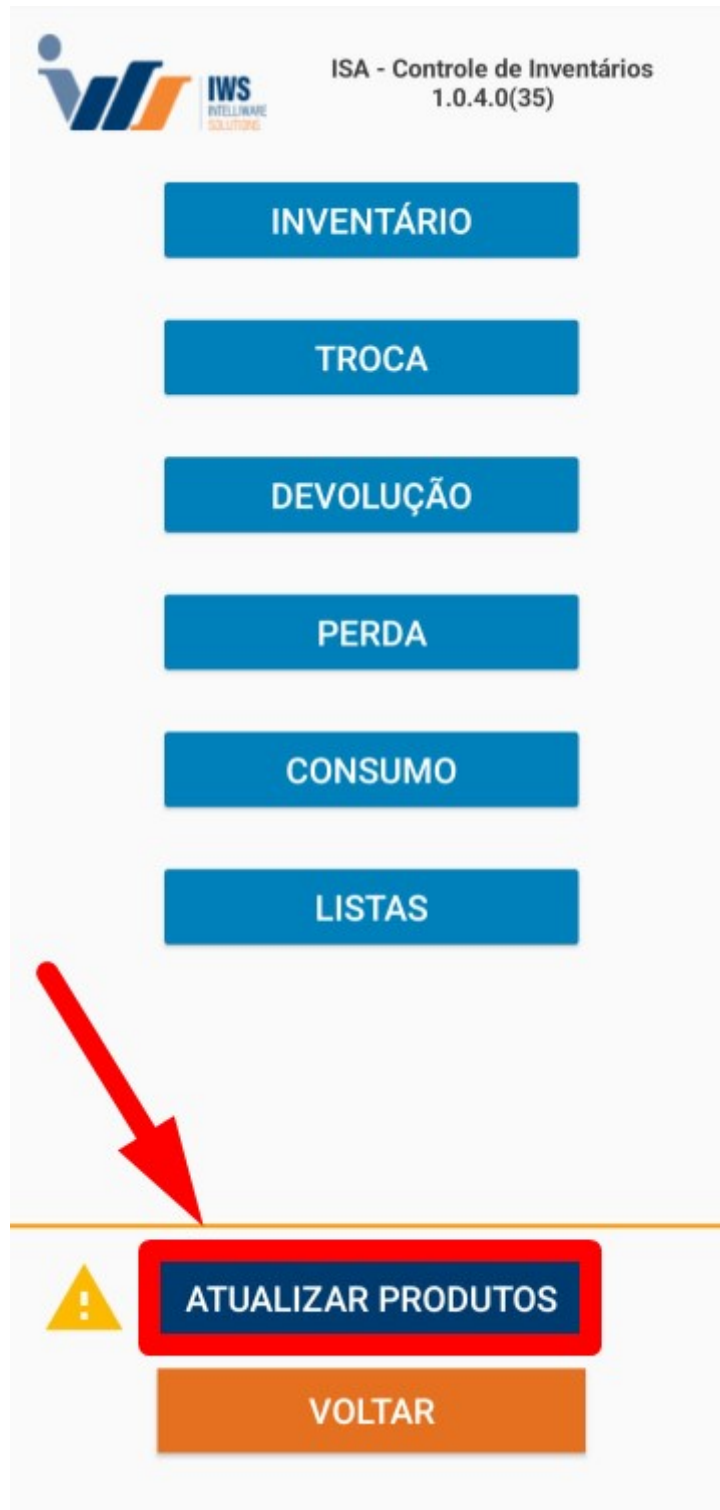 IWS
INTELLIWARE
SOLUTIONS
ISA - Controle de Inventários
1.0.4.0(35)
INVENTÁRIO
TROCA
DEVOLUÇÃO
PERDA
CONSUMO
LISTAS
ATUALIZAR PRODUTOS
VOLTAR